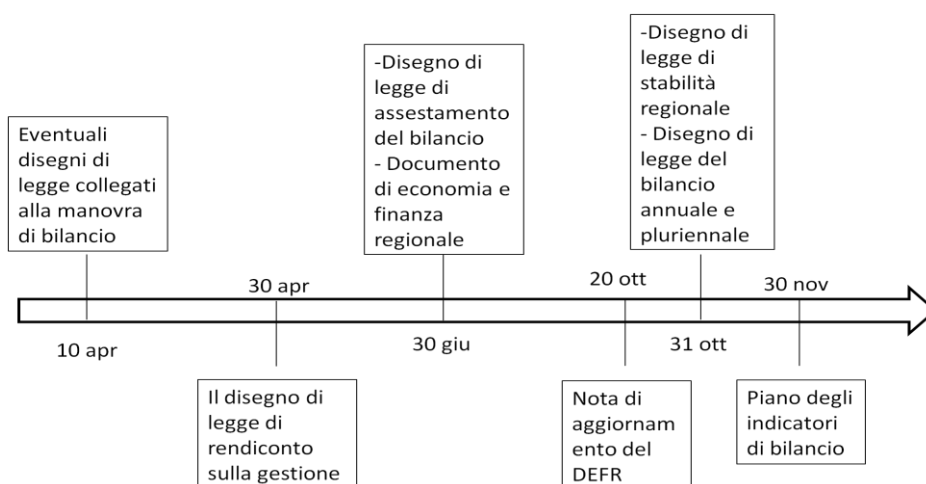 Eventuali
disegni di
legge collegati
alla manovra
di bilancio
10 apr
30 apr
Il disegno di
legge di
rendiconto
sulla gestione
-Disegno di
legge di
assestamento
del bilancio
- Documento
di economia e
finanza
regionale
30 giu
20 ott
Nota di
aggiornam
ento del
DEFR
-Disegno di
legge di
stabilità
regionale
- Disegno di
legge del
bilancio
annuale e
pluriennale
31 ott
30 nov
Piano degli
indicatori
di bilancio